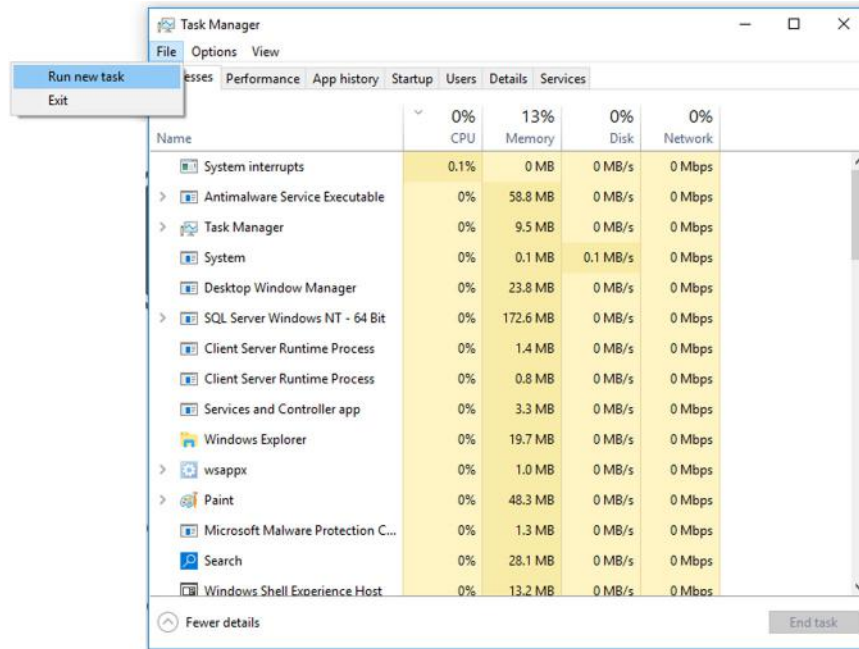 Task Manager
File Options View
Run new task
Exit
esses Performance App history Startup Users Details Services
0% 13% 0% 0%
Name CPU Memory Disk Network
System interrupts 0.1% 0 MB 0 MB/s 0 Mbps
Antimalware Service Executable 0% 58.8 MB 0 MB/s 0 Mbps
Task Manager 0% 9.5 MB 0 MB/s 0 Mbps
System 0% 0.1 MB 0.1 MB/s 0 Mbps
Desktop Window Manager 0% 23.8 MB 0 MB/s 0 Mbps
SQL Server Windows NT - 64 Bit 0% 172.6 MB 0 MB/s 0 Mbps
Client Server Runtime Process 0% 1.4 MB 0 MB/s 0 Mbps
Client Server Runtime Process 0% 0.8 MB 0 MB/s 0 Mbps
Services and Controller app 0% 3.3 MB 0 MB/s 0 Mbps
Windows Explorer 0% 19.7 MB 0 MB/s 0 Mbps
wsappx 0% 1.0 MB 0 MB/s 0 Mbps
Paint 0% 48.3 MB 0 MB/s 0 Mbps
Microsoft Malware Protection C... 0% 1.3 MB 0 MB/s 0 Mbps
Search 0% 28.1 MB 0 MB/s 0 Mbps
Windows Shell Experience Host 0% 13.2 MB 0 MB/s 0 Mbps
Fewer details End task